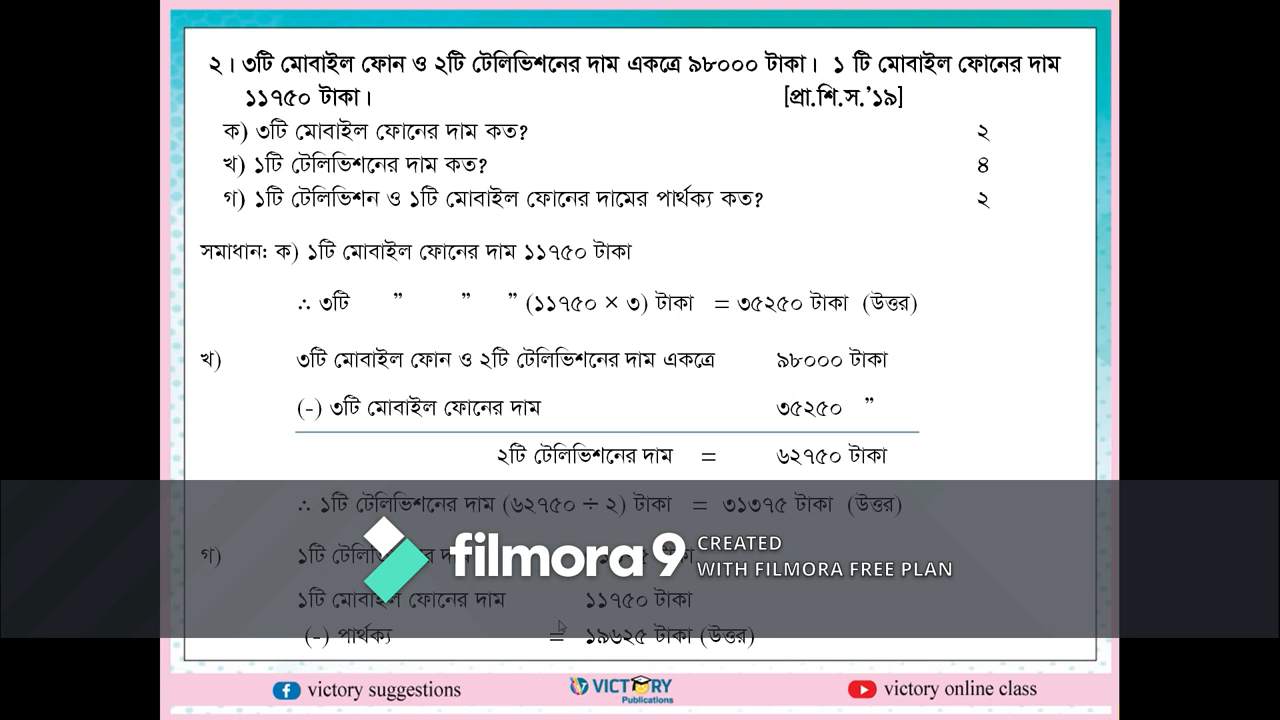 ২। ৩টি মোবাইল ফোন ও ২টি টেলিভিশনের দাম একত্রে ৯৮০০০ টাকা। ১ টি মোবাইল ফোনের দাম
১১৭৫০ টাকা। [প্রা.শি.স.’১৯]
ক) ৩টি মোবাইল ফোনের দাম কত? ২
খ) ১টি টেলিভিশনের দাম কত? ৪
গ) ১টি টেলিভিশন ও ১টি মোবাইল ফোনের দামের পার্থক্য কত? ২
সমাধান: ক) ১টি মোবাইল ফোনের দাম ১১৭৫০ টাকা
∴ ৩টি ” ” ” (১১৭৫০ × ৩) টাকা = ৩৫২৫০ টাকা (উত্তর)
খ) ৩টি মোবাইল ফোন ও ২টি টেলিভিশনের দাম একত্রে ৯৮০০০ টাকা
(-) ৩টি মোবাইল ফোনের দাম ৩৫২৫০ ”
২টি টেলিভিশনের দাম = ৬২৭৫০ টাকা
∴ ১টি টেলিভিশনের দাম (৬২৭৫০ ÷ ২) টাকা = ৩১৩৭৫ টাকা (উত্তর)
গ) ১টি
filmora9 CREATED
WITH FILMORA FREE PLAN
১টি মোবাইল ফোনের দাম ১১৭৫০ টাকা
(-) পার্থক্য = ১৯৬২৫ টাকা (উত্তর)
victory suggestions VICTORY Publications victory online class